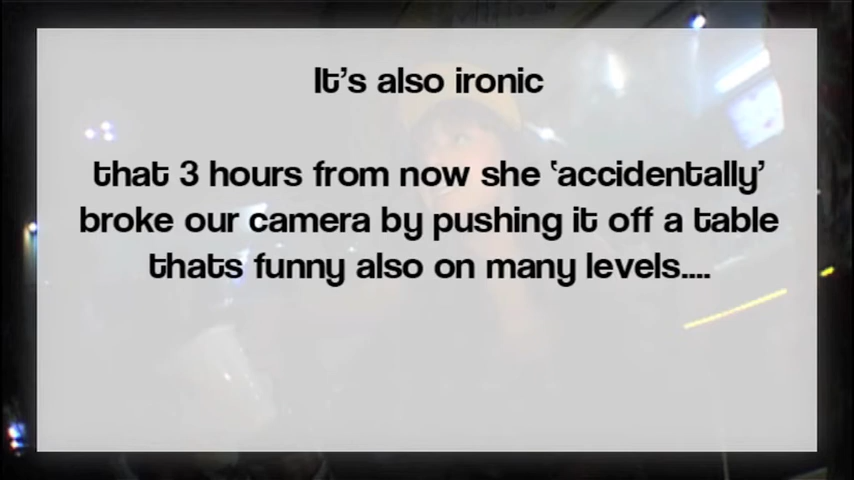 It's also ironic
that 3 hours from now she 'accidentally'
broke our camera by pushing it off a table
thats funny also on many levels....